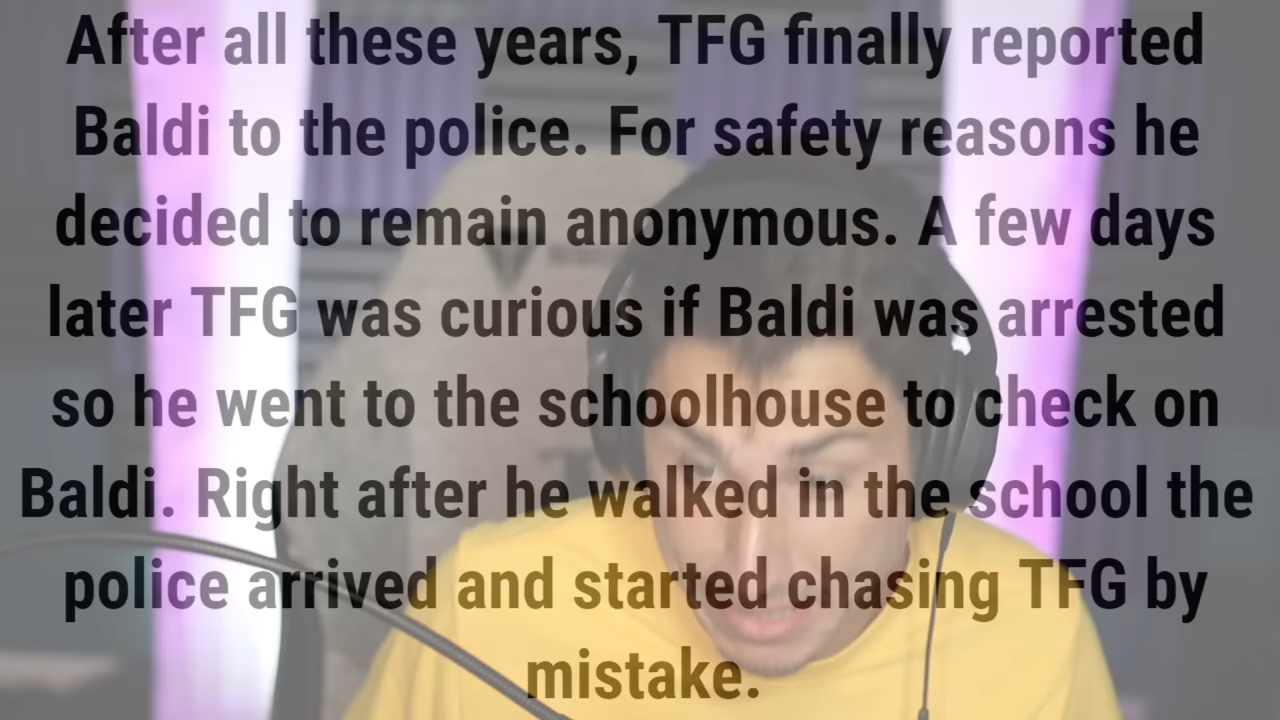 After all these years, TFG finally reported
Baldi to the police. For safety reasons he
decided to remain anonymous. A few days
later TFG was curious if Baldi was arrested
so he went to the schoolhouse to check on
Baldi. Right after he walked in the school the
police arrived and started chasing TFG by
mistake.